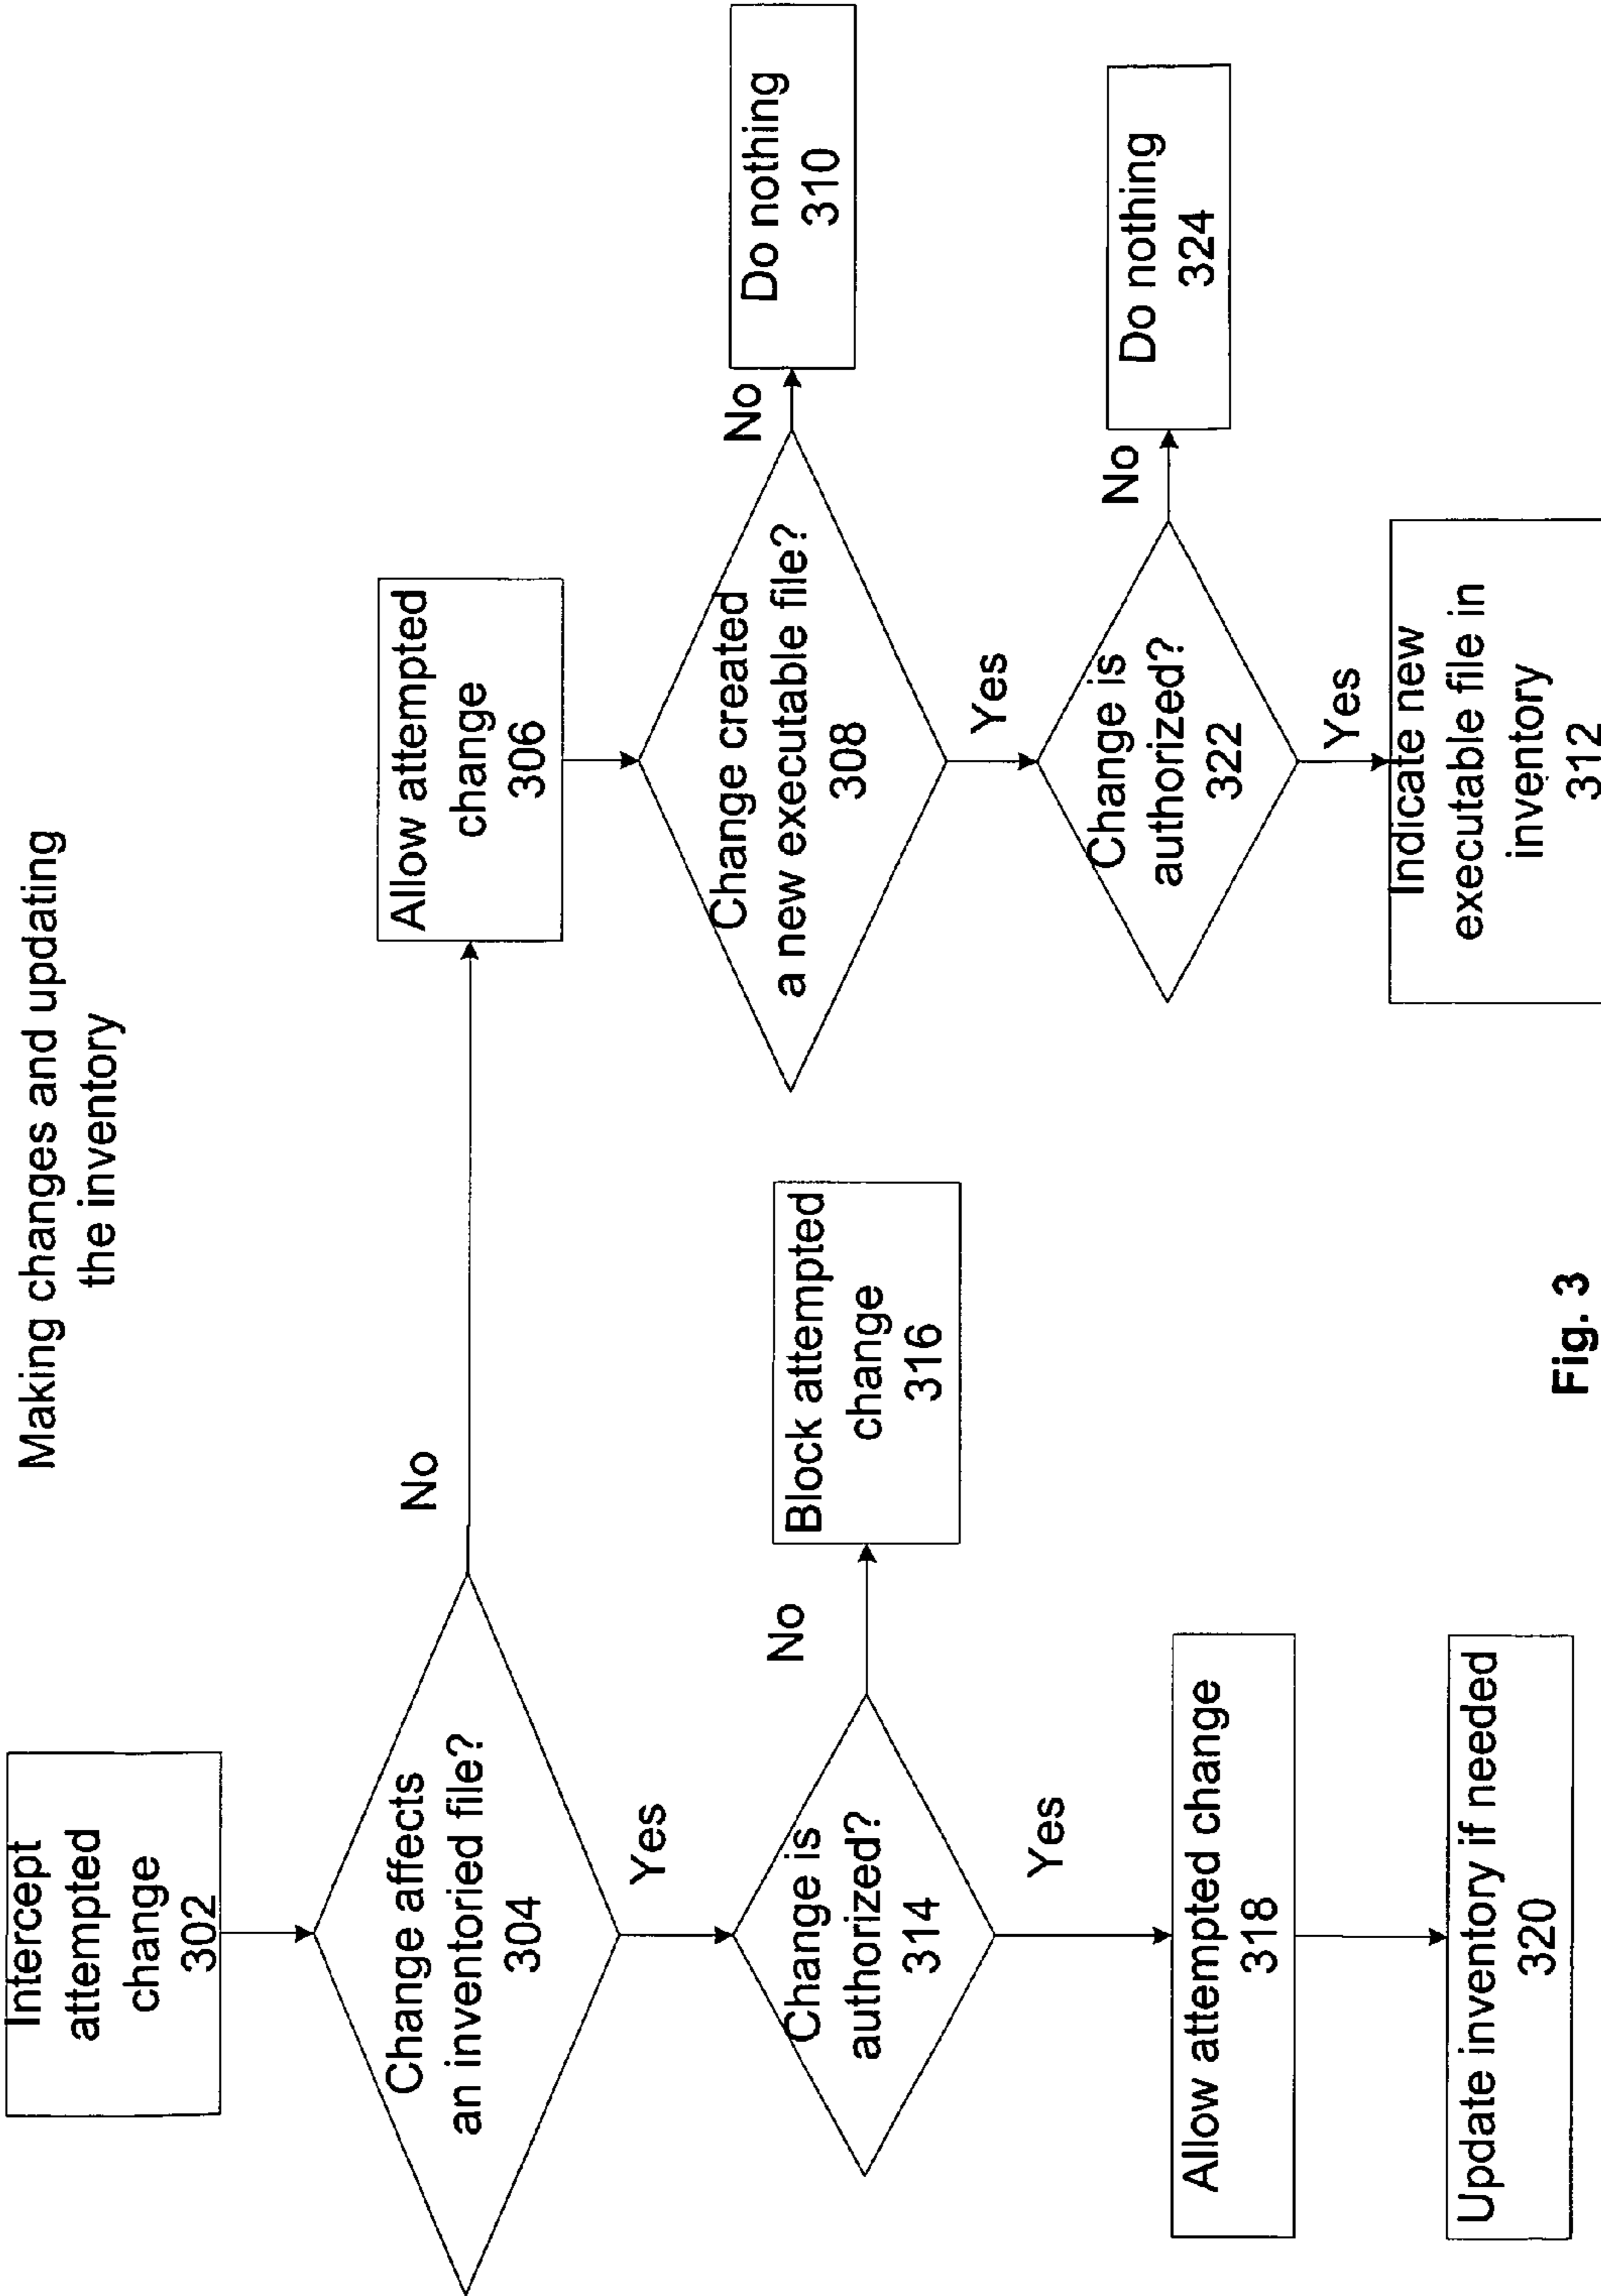 Making changes and updating
the inventory
Intercept
attempted
change
302
Change affects
an inventoried file?
304
No
Yes
Allow attempted
change
306
Change created
a new executable file?
308
No
Do nothing
310
Yes
Change is
authorized?
322
No
Do nothing
324
Yes
Indicate new
executable file in
inventory
312
Change is
authorized?
314
No
Block attempted
change
316
Yes
Allow attempted change
318
Update inventory if needed
320
Fig. 3